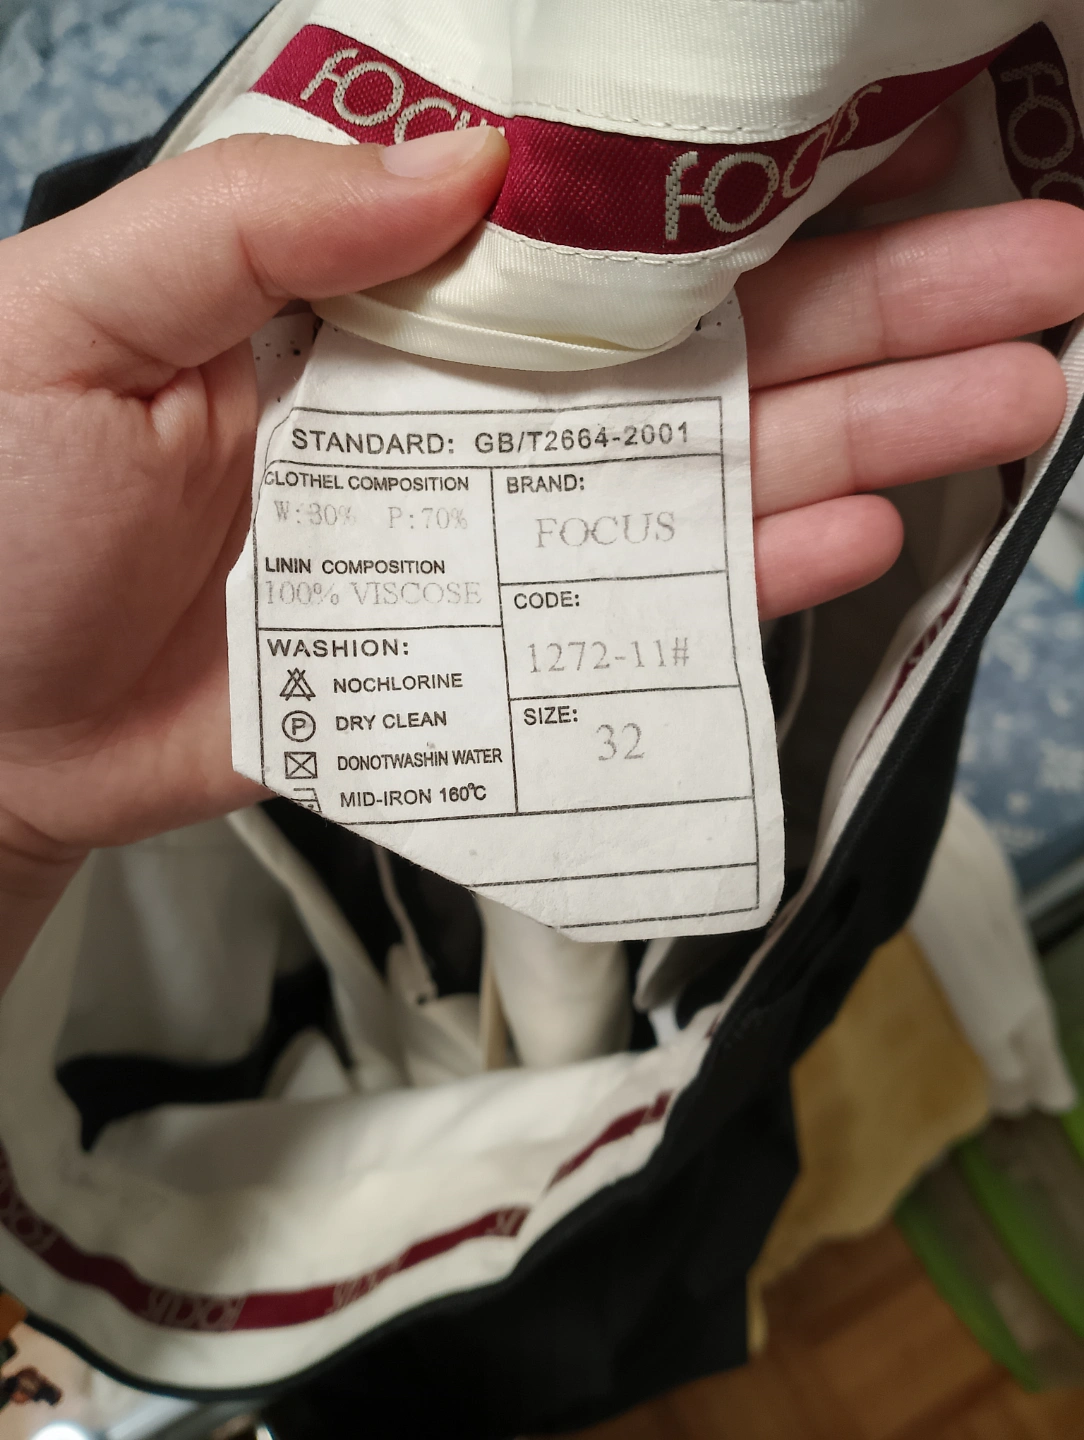 FOCUS
FOCUS
STANDARD: GB/T2664-2001
CLOTHEL COMPOSITION
W:30% P:70%
LININ COMPOSITION
100% VISCOSE
WASHION:
NOCHLORINE
P DRY CLEAN
DONOTWASHIN WATER
MID-IRON 160℃
BRAND:
FOCUS
CODE:
1272-11#
SIZE:
32
FOCUS